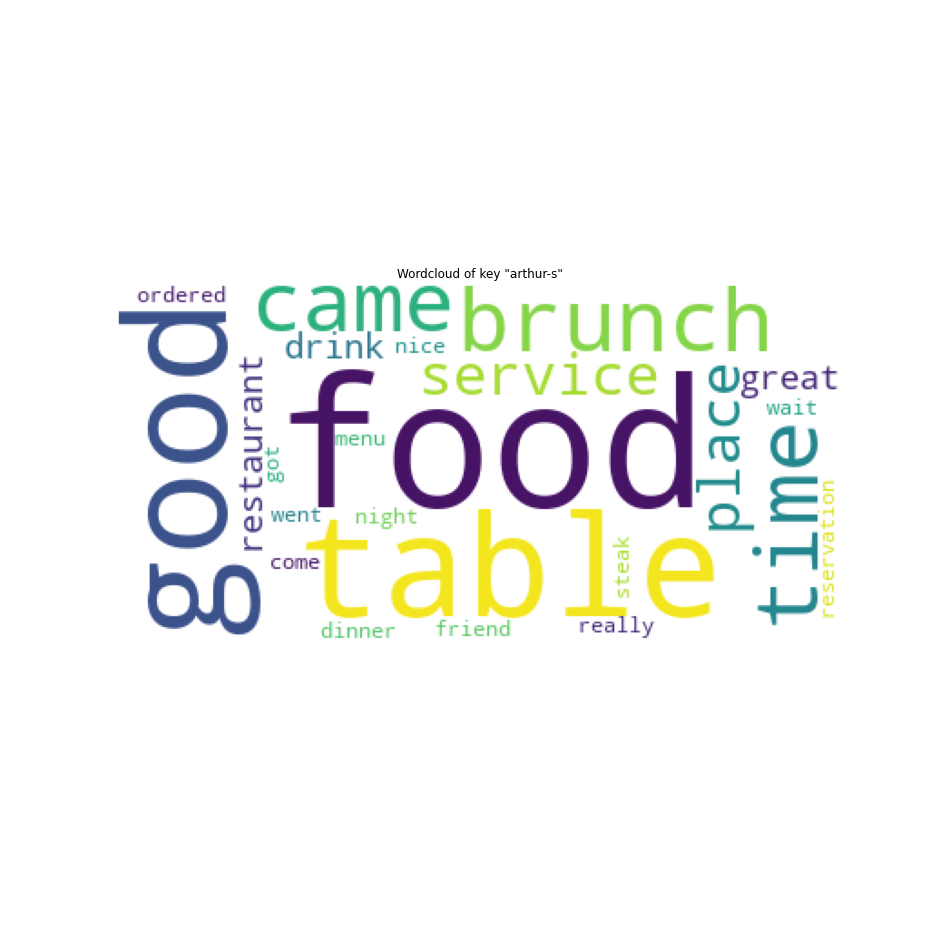 Wordcloud of key "arthur-s"
ordered
came
brunch
good
drink
nice
service
restaurant
food
place
great
wait
menu
got
time
went
night
table
reservation
come
steak
dinner
friend
really